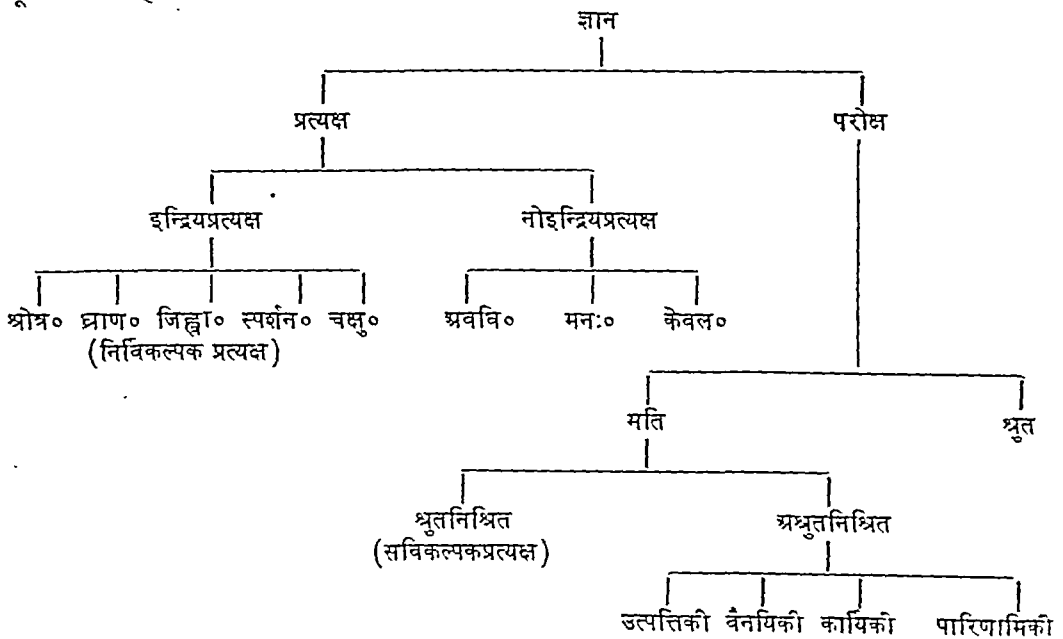 ज्ञान
प्रत्यक्ष परोक्ष
इन्द्रियप्रत्यक्ष नोइन्द्रियप्रत्यक्ष
श्रोत्र० घ्राण० जिह्वा० स्पर्शन० चक्षु० अवधि० मनः० केवल०
(निर्विकल्पक प्रत्यक्ष)
मति श्रुत
श्रुतनिश्रित अश्रुतनिश्रित
(सविकल्पकप्रत्यक्ष)
उत्पत्तिकी वैनयिकी कार्यिकी पारिणामिकी